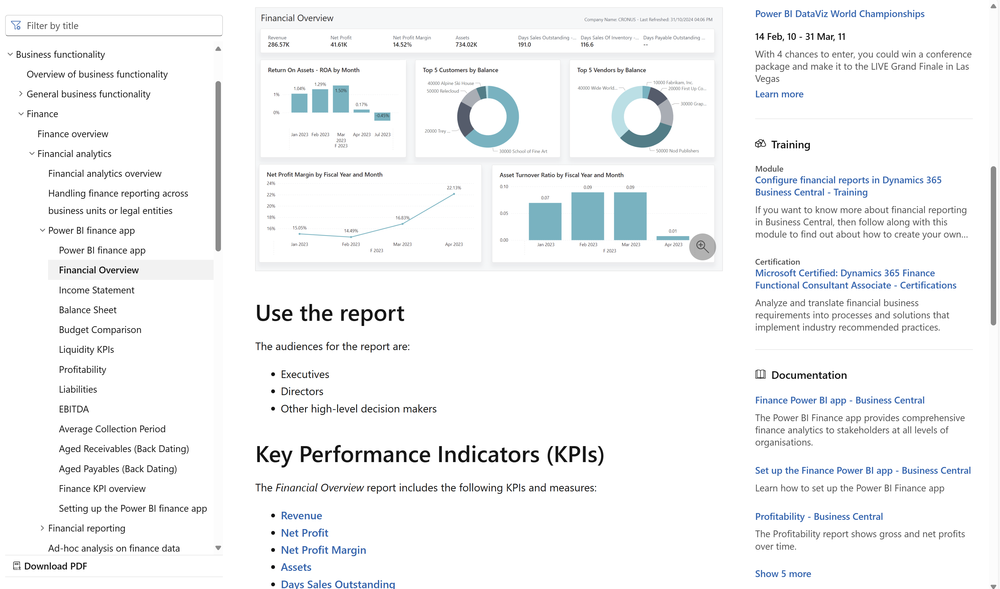 Filter by title
Business functionality
Overview of business functionality
General business functionality
Finance
Finance overview
Financial analytics
Financial analytics overview
Handling finance reporting across
business units or legal entities
Power BI finance app
Power BI finance app
Financial Overview
Income Statement
Balance Sheet
Budget Comparison
Liquidity KPIs
Profitability
Liabilities
EBITDA
Average Collection Period
Aged Receivables (Back Dating)
Aged Payables (Back Dating)
Finance KPI overview
Setting up the Power BI finance app
Financial reporting
Ad-hoc analysis on finance data
Download PDF
Financial Overview
Company Name: CRONUS - Last Refreshed: 31/10/2024 04:06 PM
Revenue
286.57K
Net Profit
41.61K
Net Profit Margin
14.52%
Assets
734.02K
Days Sales Outstanding -...
191.0
Days Sales Of Inventory -...
116.6
Days Payable Outstanding ...
--
Return On Assets - ROA by Month
1%
0%
1.04%
1.29%
1.50%
0.17%
-0.45%
Jan 2023 Feb 2023 Mar 2023 Apr 2023 Jul 2023
F 2023
Top 5 Customers by Balance
40000 Alpine Ski House
50000 Relecloud
20000 Trey ...
30000 School of Fine Art
Top 5 Vendors by Balance
10000 Fabrikam, Inc.
40000 Wide World...
20000 First Up Co...
30000 Grap...
50000 Nod Publishers
Net Profit Margin by Fiscal Year and Month
24%
22%
20%
18%
16%
15.05%
14.49%
16.83%
22.13%
Jan 2023 Feb 2023 Mar 2023 Apr 2023
F 2023
Asset Turnover Ratio by Fiscal Year and Month
0.10
0.05
0.00
0.07
0.09
0.09
0.01
Jan 2023 Feb 2023 Mar 2023 Apr 2023
F 2023
Use the report
The audiences for the report are:
• Executives
• Directors
• Other high-level decision makers
Key Performance Indicators (KPIs)
The Financial Overview report includes the following KPIs and measures:
• Revenue
• Net Profit
• Net Profit Margin
• Assets
• Days Sales Outstanding
Power BI DataViz World Championships
14 Feb, 10 - 31 Mar, 11
With 4 chances to enter, you could win a conference
package and make it to the LIVE Grand Finale in Las
Vegas
Learn more
Training
Module
Configure financial reports in Dynamics 365
Business Central - Training
If you want to know more about financial reporting
in Business Central, then follow along with this
module to find out about how to create your own...
Certification
Microsoft Certified: Dynamics 365 Finance
Functional Consultant Associate - Certifications
Analyze and translate financial business
requirements into processes and solutions that
implement industry recommended practices.
Documentation
Finance Power BI app - Business Central
The Power BI Finance app provides comprehensive
finance analytics to stakeholders at all levels of
organisations.
Set up the Finance Power BI app - Business Central
Learn how to set up the Power BI Finance app
Profitability - Business Central
The Profitability report shows gross and net profits
over time.
Show 5 more